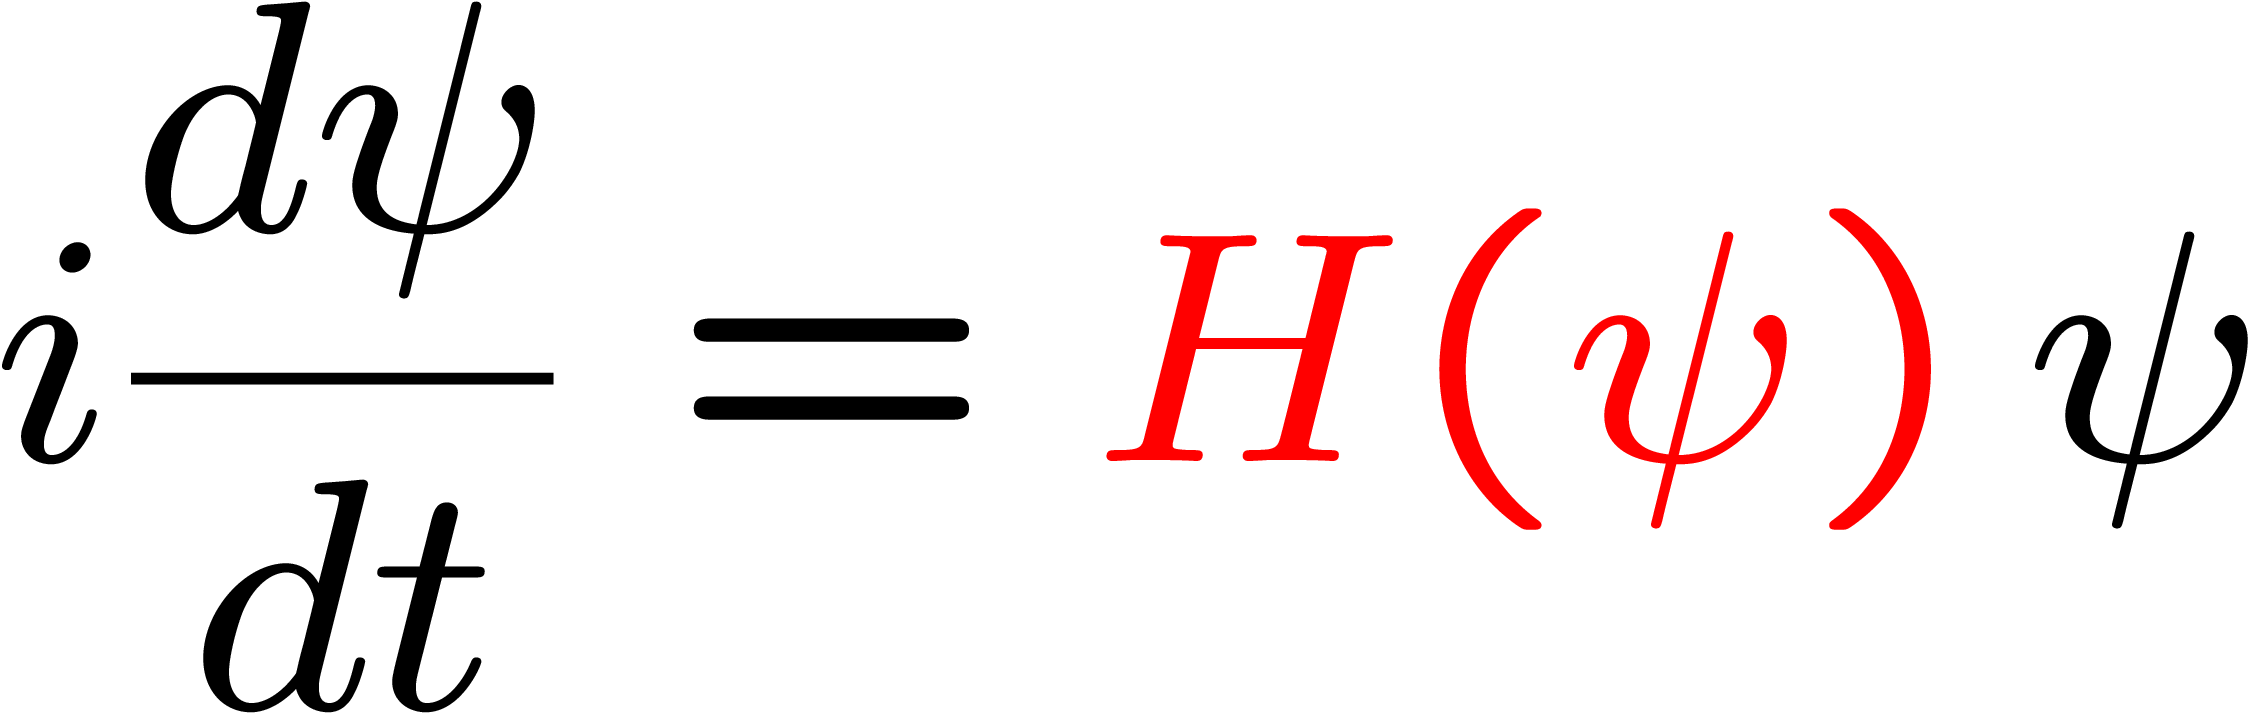 i dψ/dt = H(ψ) ψ